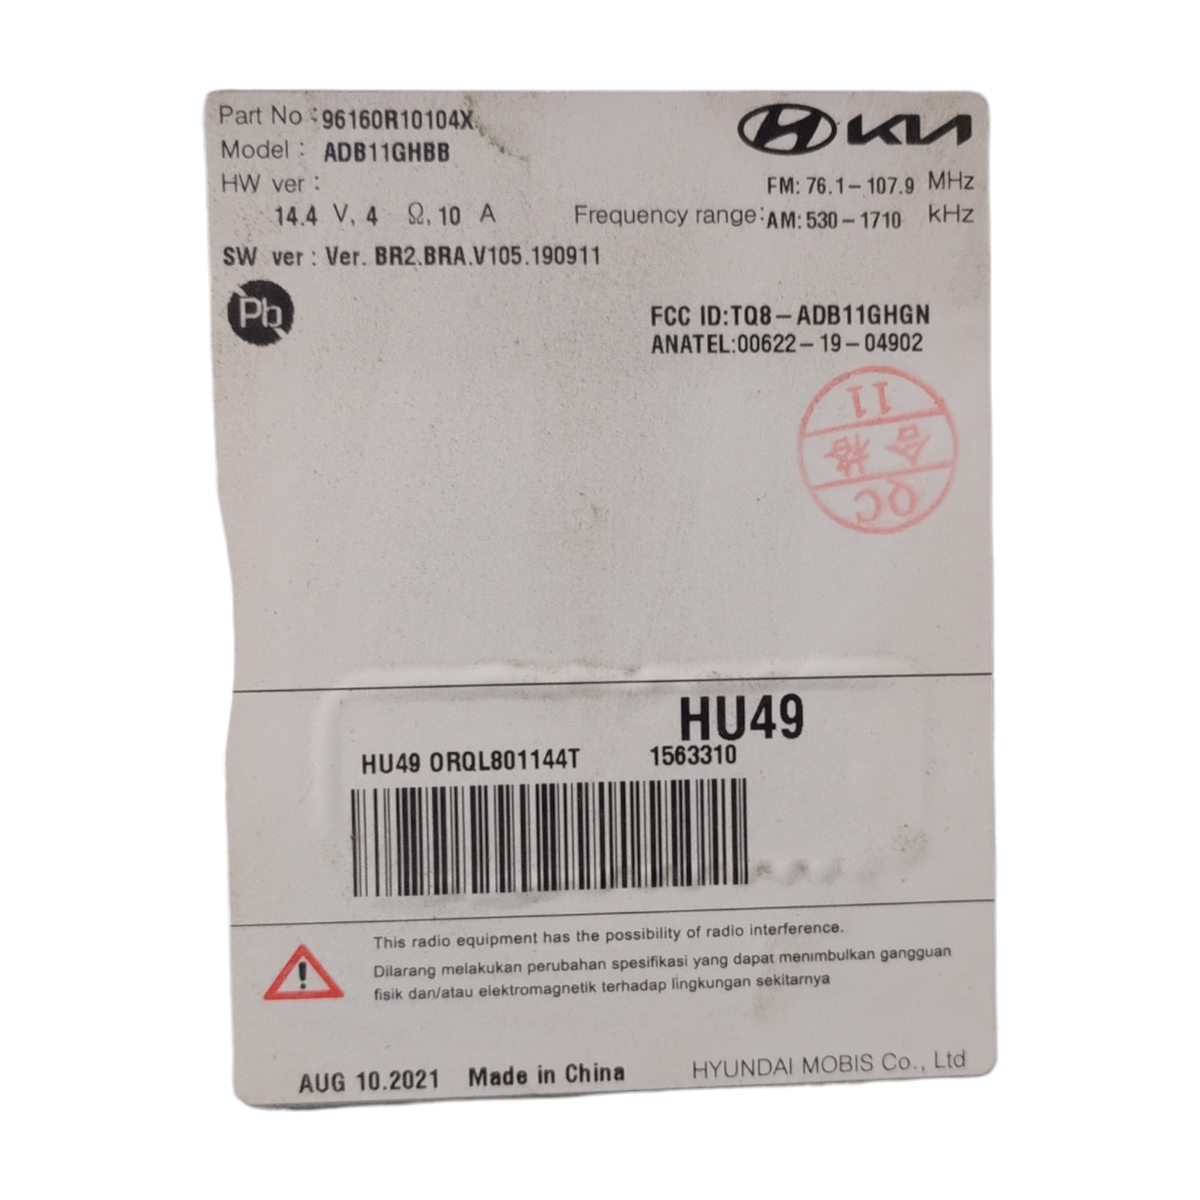 Part No : 96160R10104X
KIA
Model : ADB11GHBB
HW ver :
FM: 76.1-107.9 MHz
14.4 V, 4 Ω, 10 A
Frequency range: AM: 530-1710 kHz
SW ver : Ver. BR2.BRA.V105.190911
Pb
FCC ID:TQ8-ADB11GHGN
ANATEL:00622-19-04902
QC
合格
11
HU49
HU49 0RQL801144T 1563310
This radio equipment has the possibility of radio interference.
Dilarang melakukan perubahan spesifikasi yang dapat menimbulkan gangguan
fisik dan/atau elektromagnetik terhadap lingkungan sekitarnya
AUG 10.2021 Made in China HYUNDAI MOBIS Co., Ltd